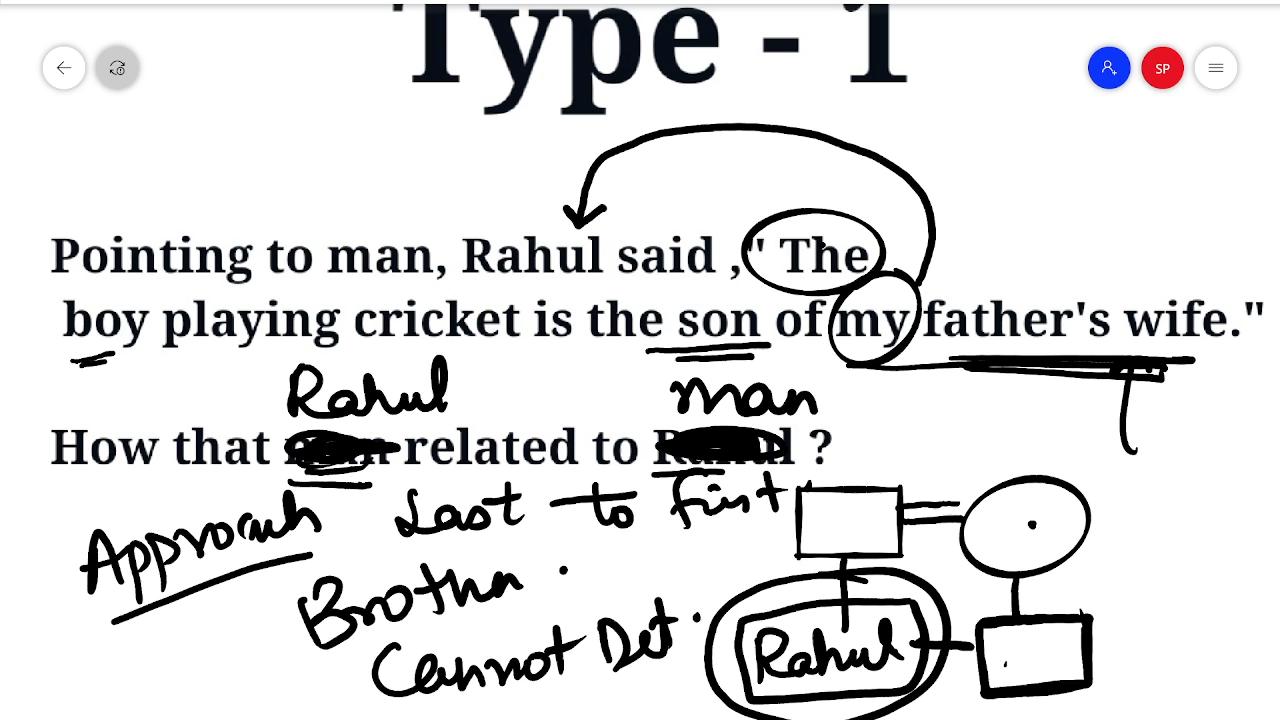 Type - 1
SP
Pointing to man, Rahul said ," The
boy playing cricket is the son of my father's wife."
Rahul man
How that related to Rahul ?
Approach Last to first
Brother
Cannot Det.
Rahul